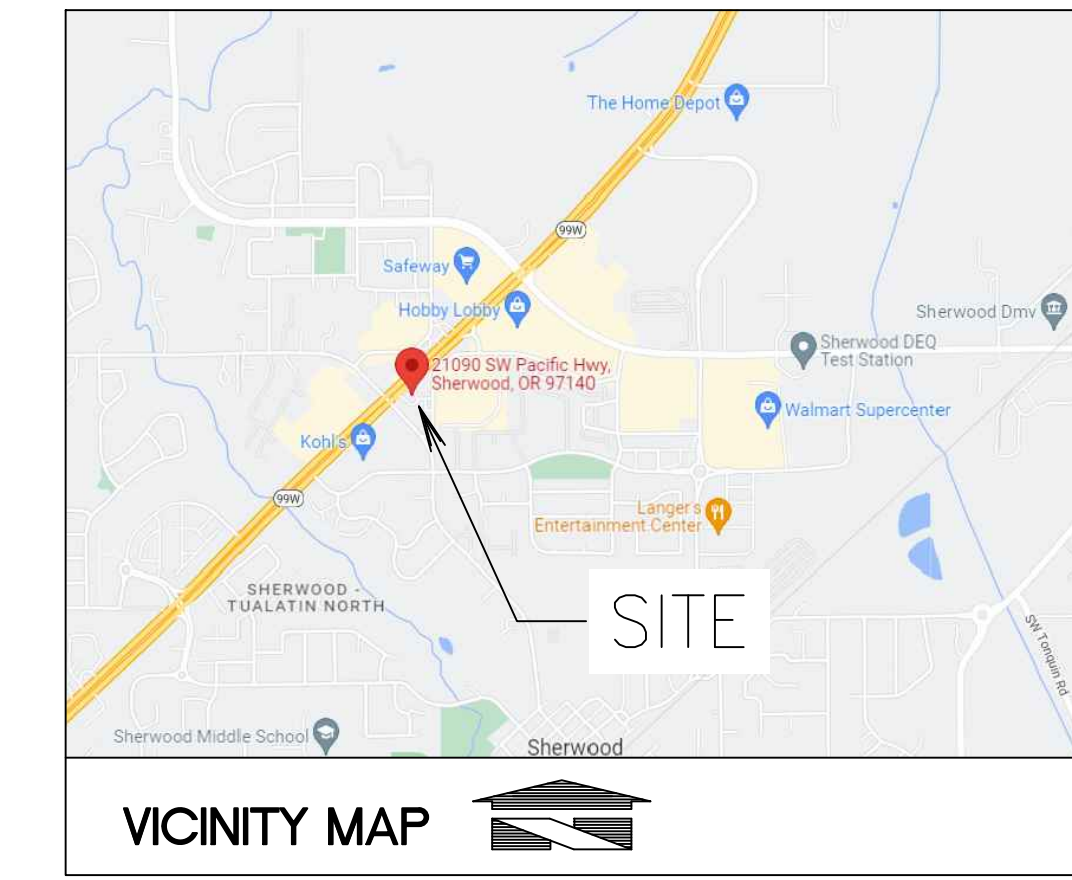 The Home Depot
99W
Safeway
Hobby Lobby
Sherwood Dmv
21090 SW Pacific Hwy,
Sherwood, OR 97140
Sherwood DEQ
Test Station
Walmart Supercenter
Kohl's
99W
Langer's
Entertainment Center
SHERWOOD -
TUALATIN NORTH
SITE
SW Tonquin Rd
Sherwood Middle School
Sherwood
VICINITY MAP